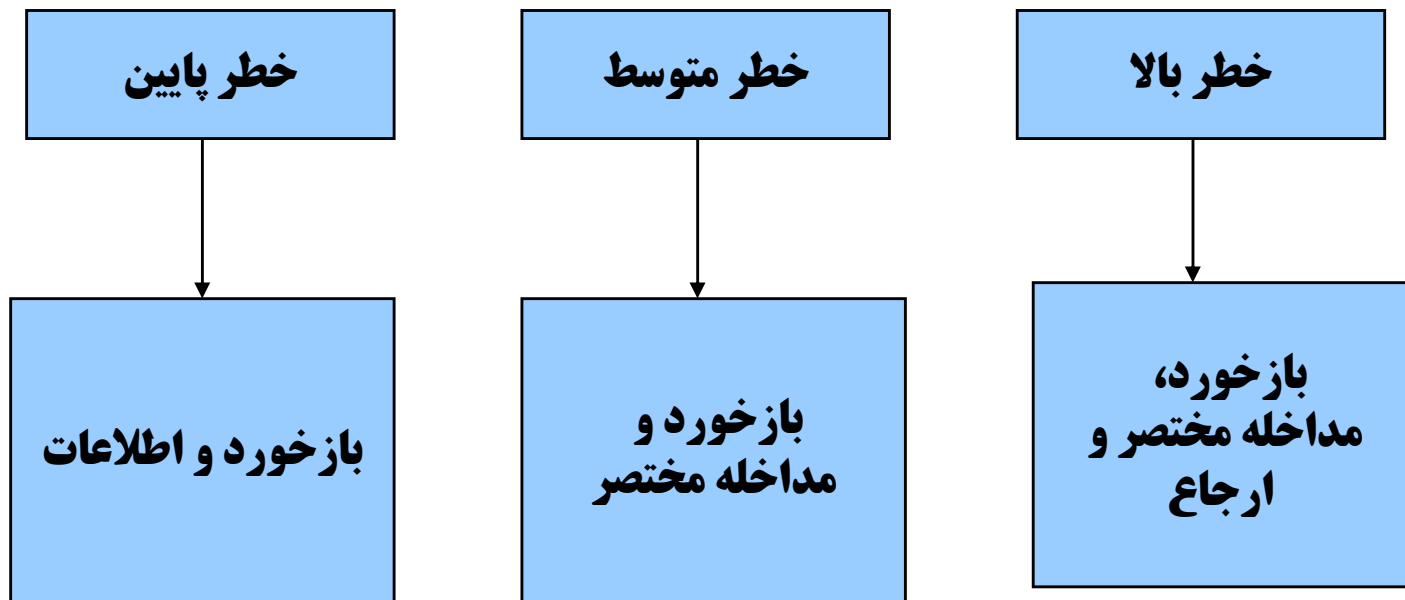 خطر بالا
خطر متوسط
خطر پایین
بازخورد،
مداخله مختصر و
ارجاع
بازخورد و
مداخله مختصر
بازخورد و اطلاعات